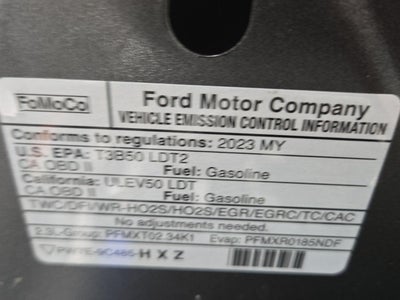 FoMoCo
Ford Motor Company
VEHICLE EMISSION CONTROL INFORMATION
Conforms to regulations: 2023 MY
U.S. EPA: T3B50 LDT2
CA OBD II Fuel: Gasoline
California: ULEV50 LDT
CA OBD II Fuel: Gasoline
TWC/DFI/WR-HO2S/HO2S/EGR/EGRC/TC/CAC
No adjustments needed.
2.3L-Group: PFMXT02.34K1 Evap: PFMXR0185NDF
-9C485-H X Z